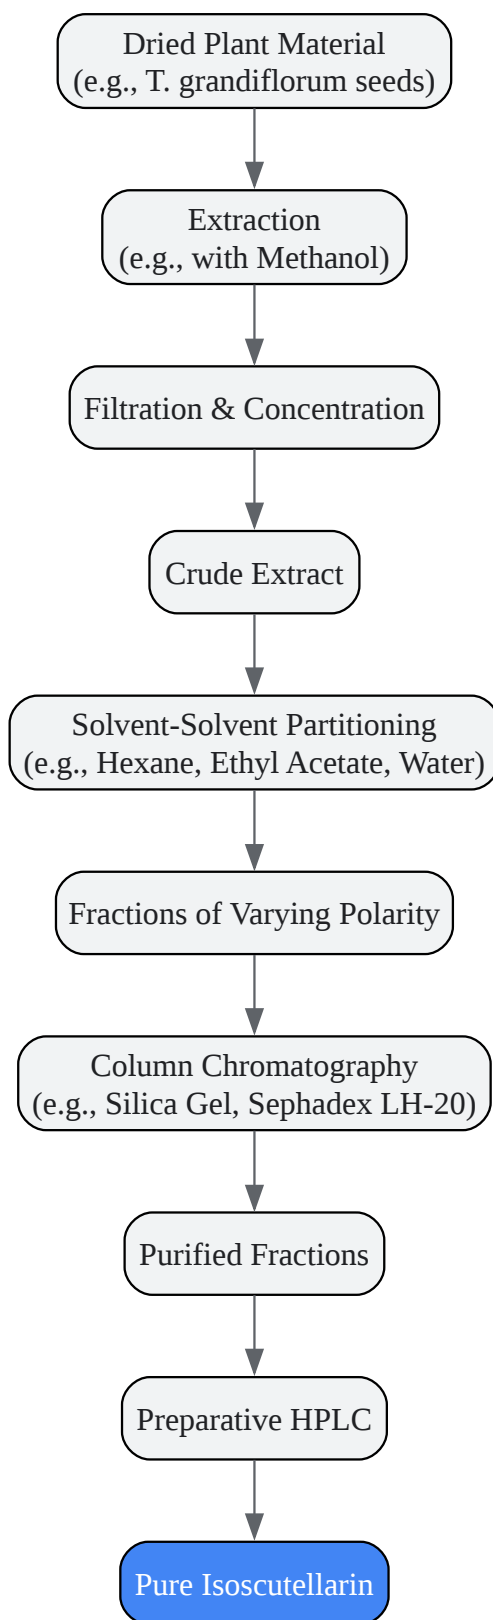 Dried Plant Material
(e.g., T. grandiflorum seeds)
Extraction
(e.g., with Methanol)
Filtration & Concentration
Crude Extract
Solvent-Solvent Partitioning
(e.g., Hexane, Ethyl Acetate, Water)
Fractions of Varying Polarity
Column Chromatography
(e.g., Silica Gel, Sephadex LH-20)
Purified Fractions
Preparative HPLC
Pure Isoscutellarin